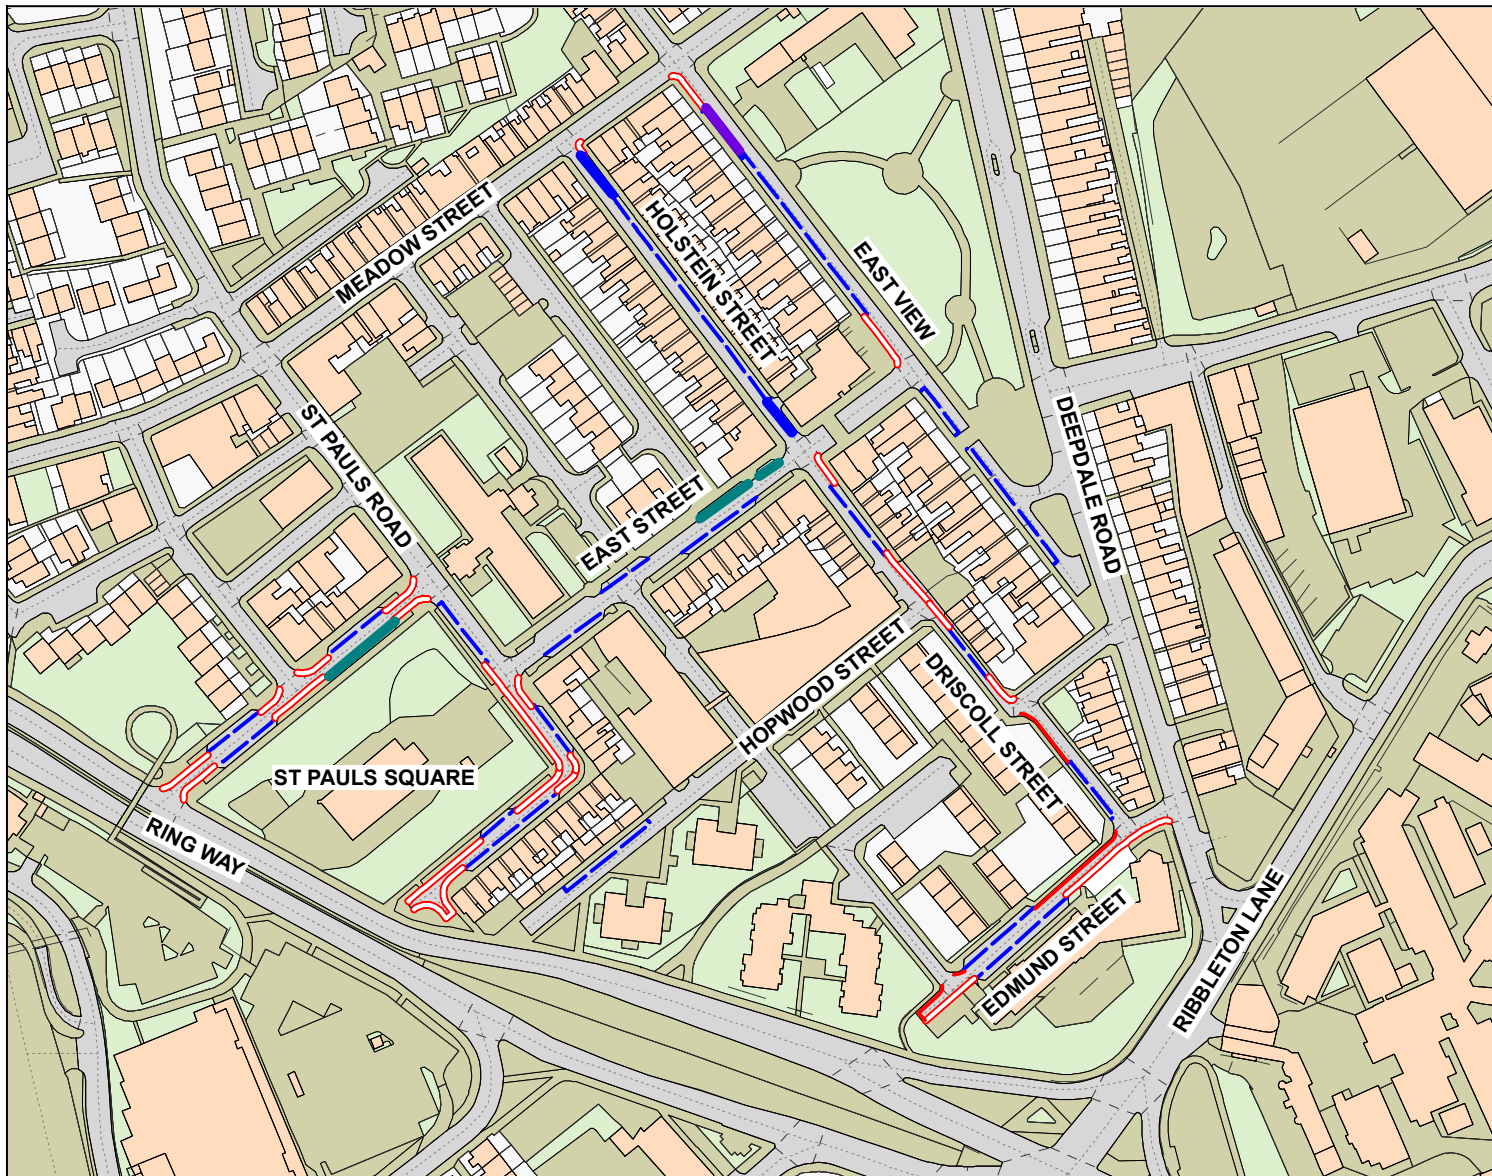 MEADOW STREET
HOLSTEIN STREET
EAST VIEW
ST PAULS ROAD
EAST STREET
DEEPDALE ROAD
HOPWOOD STREET
DRISCOLL STREET
ST PAULS SQUARE
RING WAY
EDMUND STREET
RIBBLETON LANE